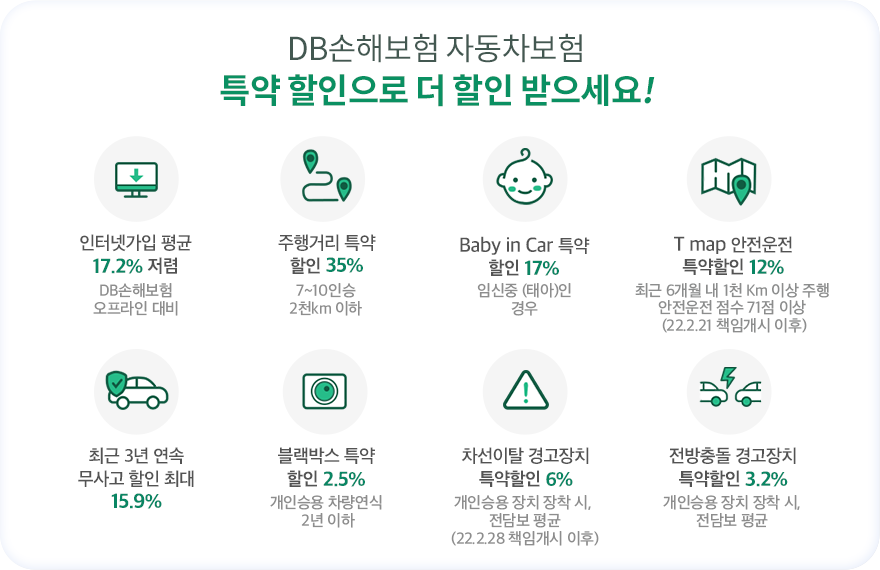 DB손해보험 자동차보험
특약 할인으로 더 할인 받으세요!
인터넷가입 평균
17.2% 저렴
DB손해보험
오프라인 대비
주행거리 특약
할인 35%
7~10인승
2천km 이하
Baby in Car 특약
할인 17%
임신중 (태아)인
경우
T map 안전운전
특약할인 12%
최근 6개월 내 1천 Km 이상 주행
안전운전 점수 71점 이상
(22.2.21 책임개시 이후)
최근 3년 연속
무사고 할인 최대
15.9%
블랙박스 특약
할인 2.5%
개인승용 차량연식
2년 이하
차선이탈 경고장치
특약할인 6%
개인승용 장치 장착 시,
전담보 평균
(22.2.28 책임개시 이후)
전방충돌 경고장치
특약할인 3.2%
개인승용 장치 장착 시,
전담보 평균